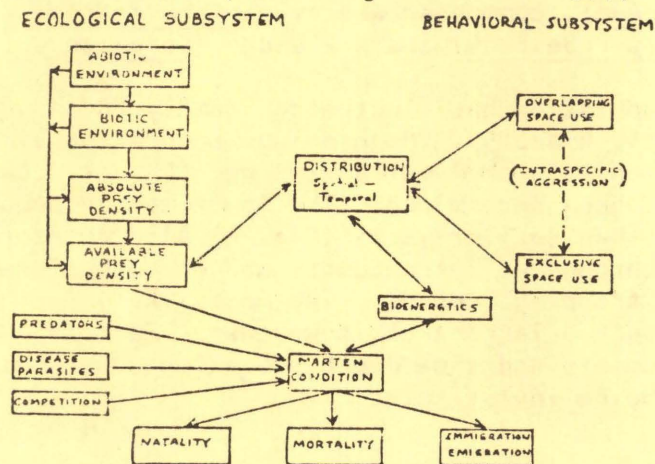 ECOLOGICAL SUBSYSTEM
BEHAVIORAL SUBSYSTEM
ABIOTIC
ENVIRONMENT
BIOTIC
ENVIRONMENT
ABSOLUTE
PREY
DENSITY
AVAILABLE
PREY
DENSITY
DISTRIBUTION
Spatial—
Temporal
OVERLAPPING
SPACE USE
(INTRASPECIFIC
AGGRESSION)
EXCLUSIVE
SPACE USE
BIOENERGETICS
PREDATORS
DISEASE
PARASITES
COMPETITION
MARTEN
CONDITION
NATALITY
MORTALITY
IMMIGRATION
EMIGRATION